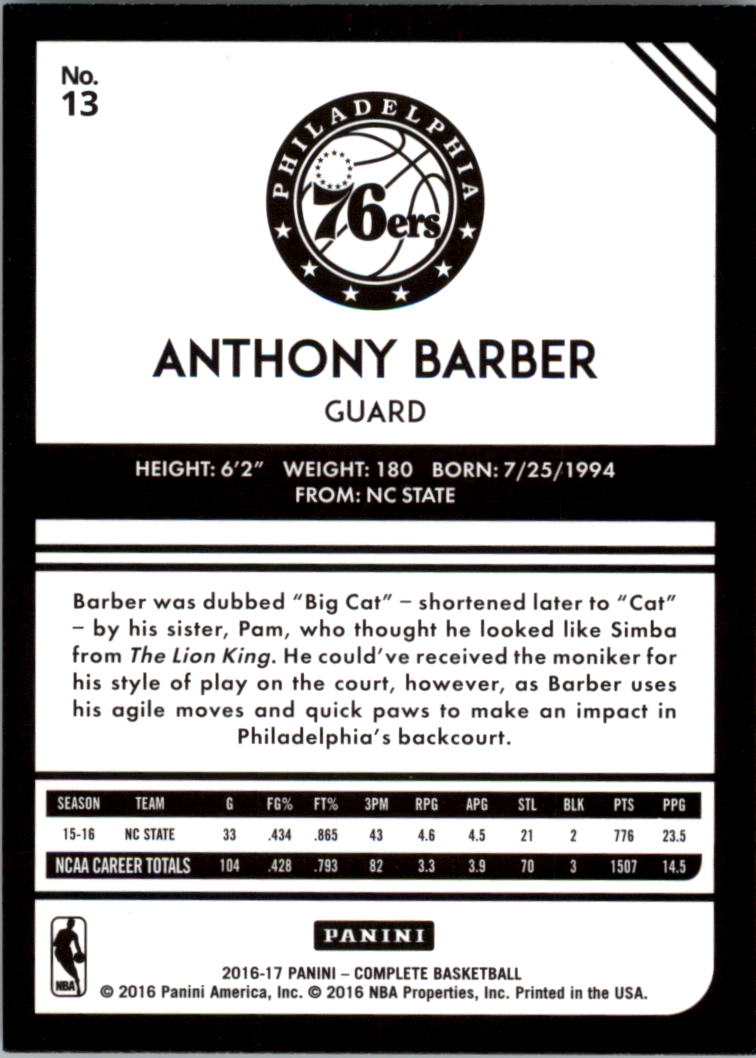 No.
13
PHILADELPHIA
76ers
ANTHONY BARBER
GUARD
HEIGHT: 6'2" WEIGHT: 180 BORN: 7/25/1994
FROM: NC STATE
Barber was dubbed "Big Cat" – shortened later to "Cat"
– by his sister, Pam, who thought he looked like Simba
from The Lion King. He could've received the moniker for
his style of play on the court, however, as Barber uses
his agile moves and quick paws to make an impact in
Philadelphia's backcourt.
SEASON TEAM G FG% FT% 3PM RPG APG STL BLK PTS PPG
15-16 NC STATE 33 .434 .865 43 4.6 4.5 21 2 776 23.5
NCAA CAREER TOTALS 104 .428 .793 82 3.3 3.9 70 3 1507 14.5
PANINI
NBA
2016-17 PANINI – COMPLETE BASKETBALL
© 2016 Panini America, Inc. © 2016 NBA Properties, Inc. Printed in the USA.